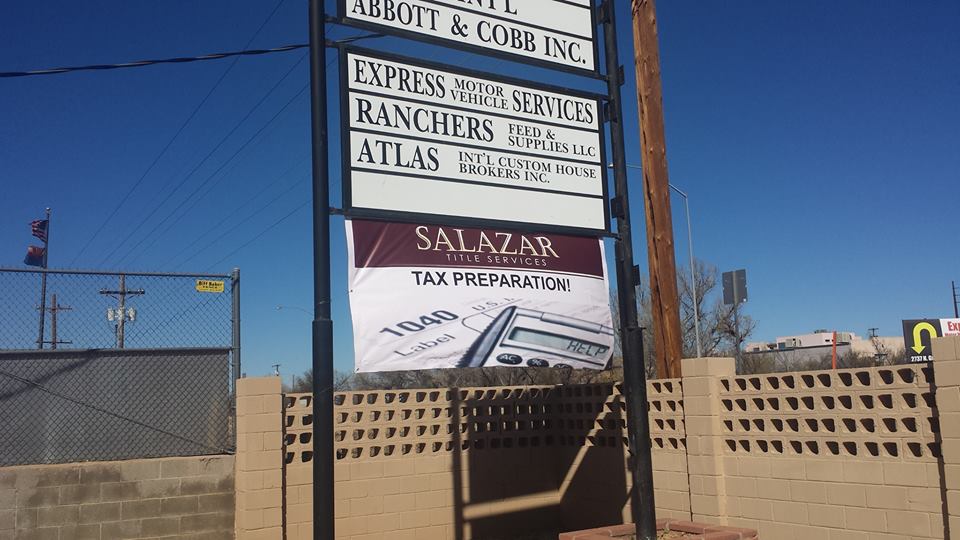 ABBOTT & COBB INC.
EXPRESS MOTOR VEHICLE SERVICES
RANCHERS FEED & SUPPLIES LLC
ATLAS INT'L CUSTOM HOUSE BROKERS INC.
SALAZAR
TITLE SERVICES
TAX PREPARATION!
1040 U.S.
Label
HELP
AC %
2737 N.